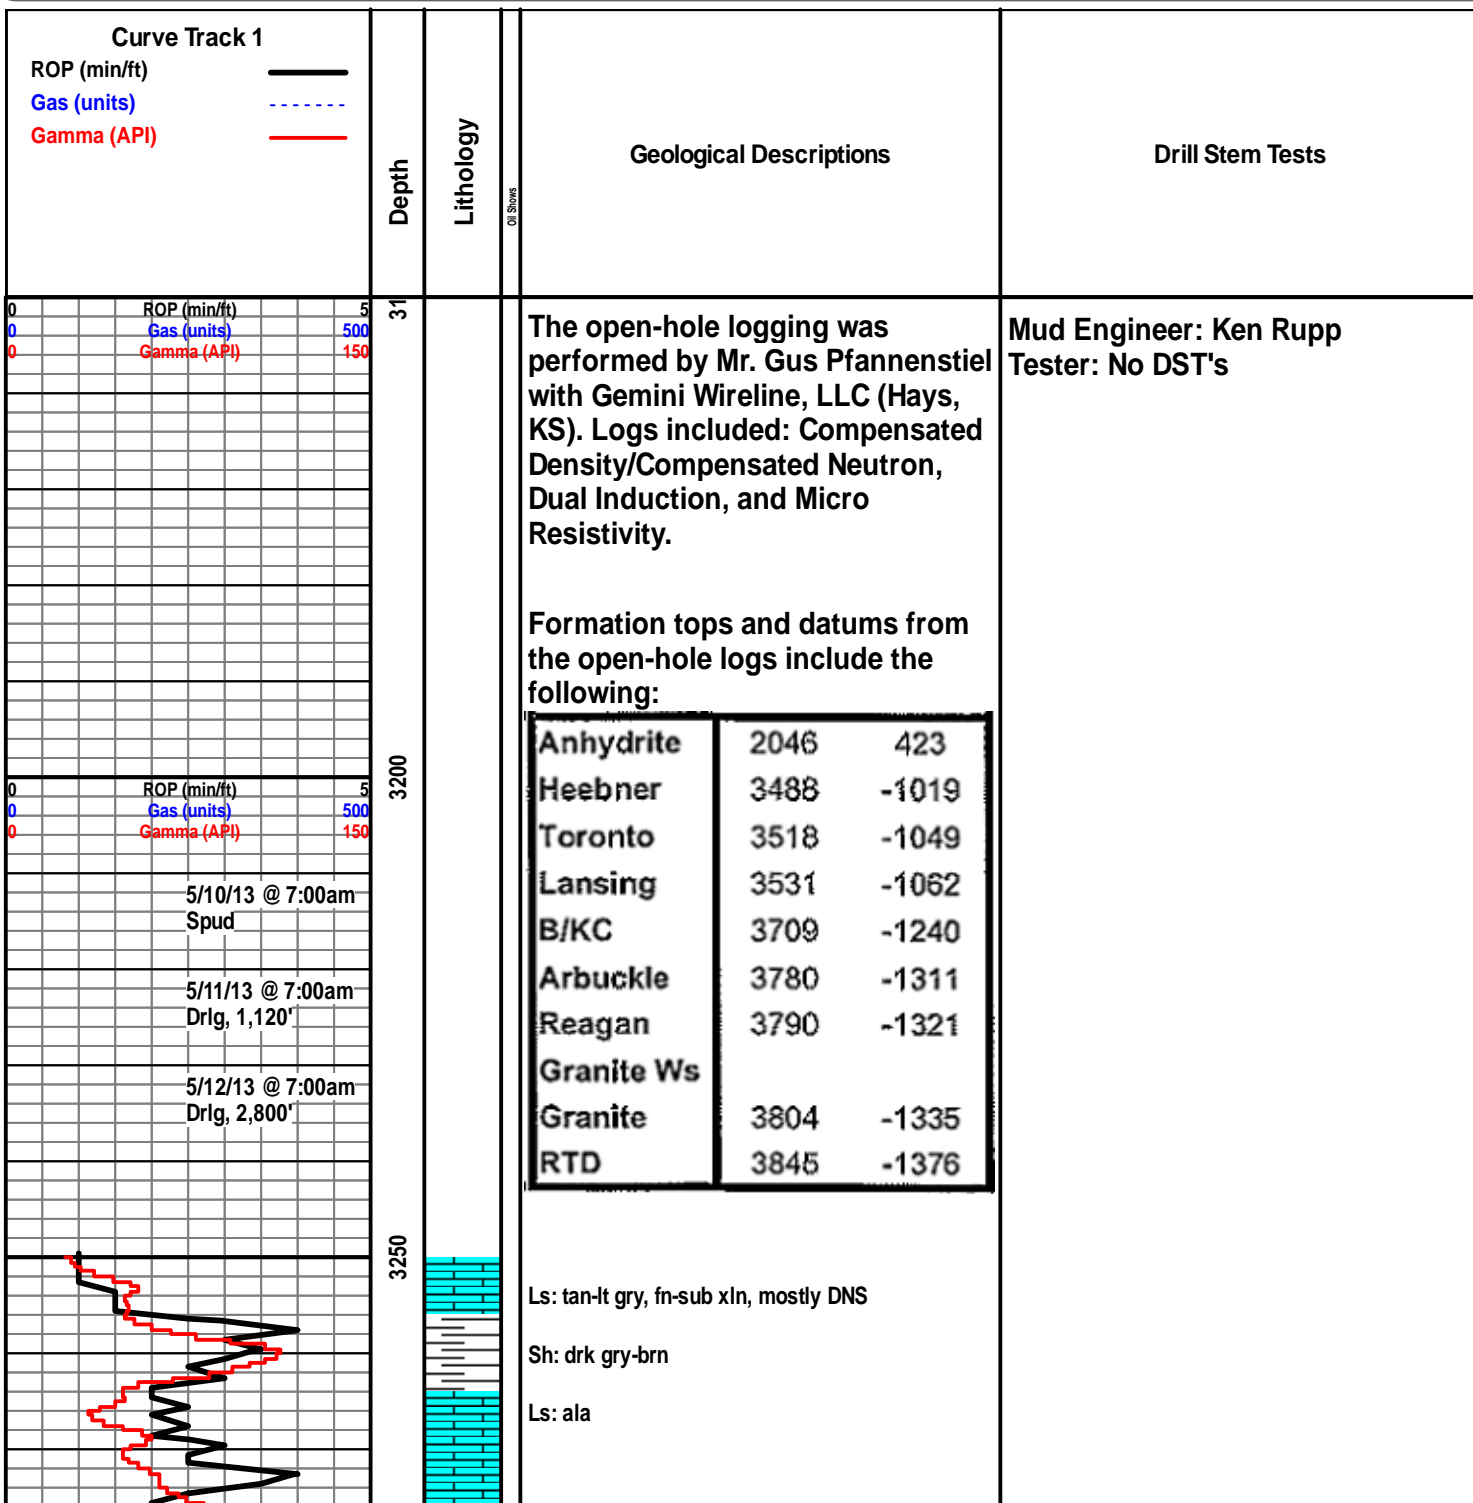 Curve Track 1
ROP (min/ft)
Gas (units)
Gamma (API)
Depth
Lithology
Oil Shows
Geological Descriptions
Drill Stem Tests
0 ROP (min/ft) 5
0 Gas (units) 500
0 Gamma (API) 150
31
The open-hole logging was
performed by Mr. Gus Pfannenstiel
with Gemini Wireline, LLC (Hays,
KS). Logs included: Compensated
Density/Compensated Neutron,
Dual Induction, and Micro
Resistivity.
Mud Engineer: Ken Rupp
Tester: No DST's
Formation tops and datums from
the open-hole logs include the
following:
Anhydrite 2046 423
Heebner 3488 -1019
Toronto 3518 -1049
Lansing 3531 -1062
B/KC 3709 -1240
Arbuckle 3780 -1311
Reagan 3790 -1321
Granite Ws
Granite 3804 -1335
RTD 3845 -1376
3200
0 ROP (min/ft) 5
0 Gas (units) 500
0 Gamma (API) 150
5/10/13 @ 7:00am
Spud
5/11/13 @ 7:00am
Drlg, 1,120'
5/12/13 @ 7:00am
Drlg, 2,800'
3250
Ls: tan-lt gry, fn-sub xln, mostly DNS
Sh: drk gry-brn
Ls: ala